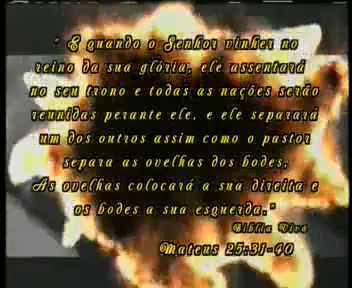 " E quando o Senhor vinher no
reino da sua glória, ele assentará
no seu trono e todas as nações serão
reunidas perante ele. e ele separará
um dos outros assim como o pastor
separa as ovelhas dos bodes,
As ovelhas colocará a sua direita e
os bodes a sua esquerda."
Bíblia Vivo
Mateus 25:31-40